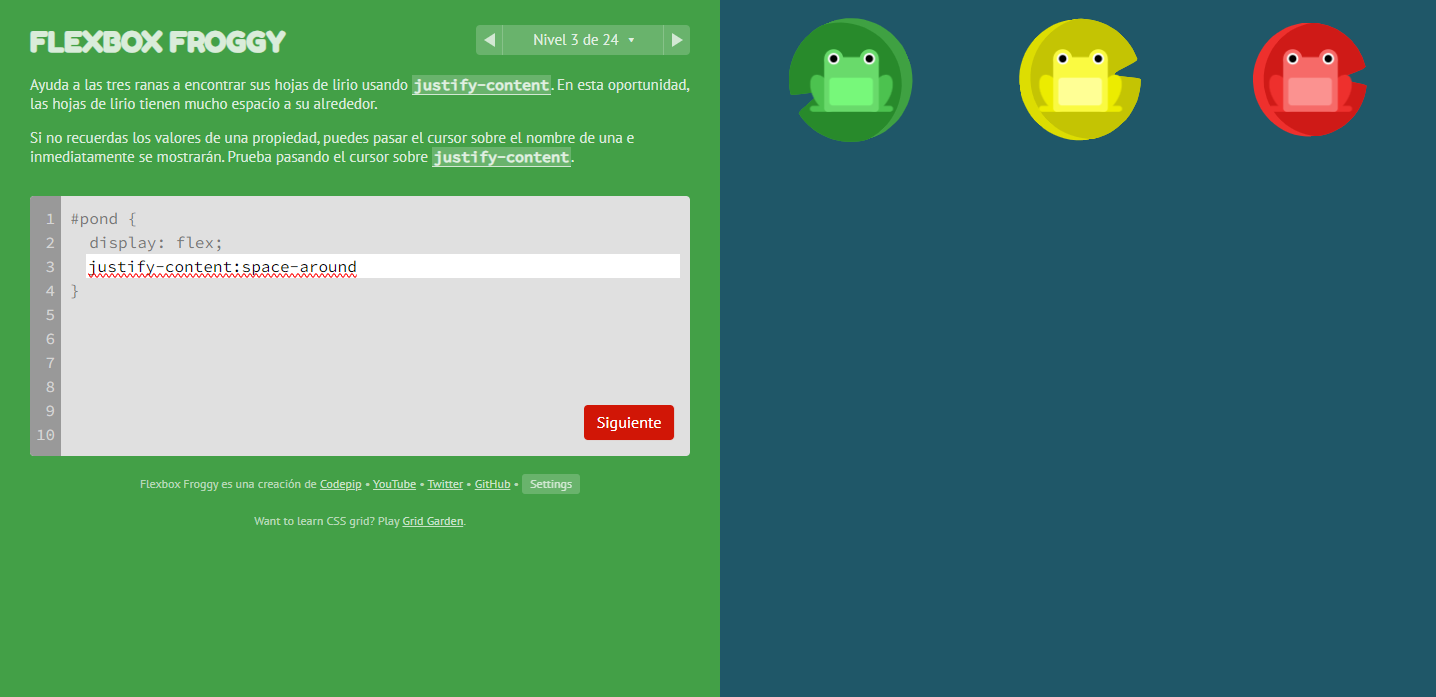 FLEXBOX FROGGY
Nivel 3 de 24
Ayuda a las tres ranas a encontrar sus hojas de lirio usando justify-content. En esta oportunidad,
las hojas de lirio tienen mucho espacio a su alrededor.
Si no recuerdas los valores de una propiedad, puedes pasar el cursor sobre el nombre de una e
inmediatamente se mostrarán. Prueba pasando el cursor sobre justify-content.
1 #pond {
2 display: flex;
3 justify-content:space-around
4 }
5
6
7
8
9
10
Siguiente
Flexbox Froggy es una creación de Codepip • YouTube • Twitter • GitHub • Settings
Want to learn CSS grid? Play Grid Garden.